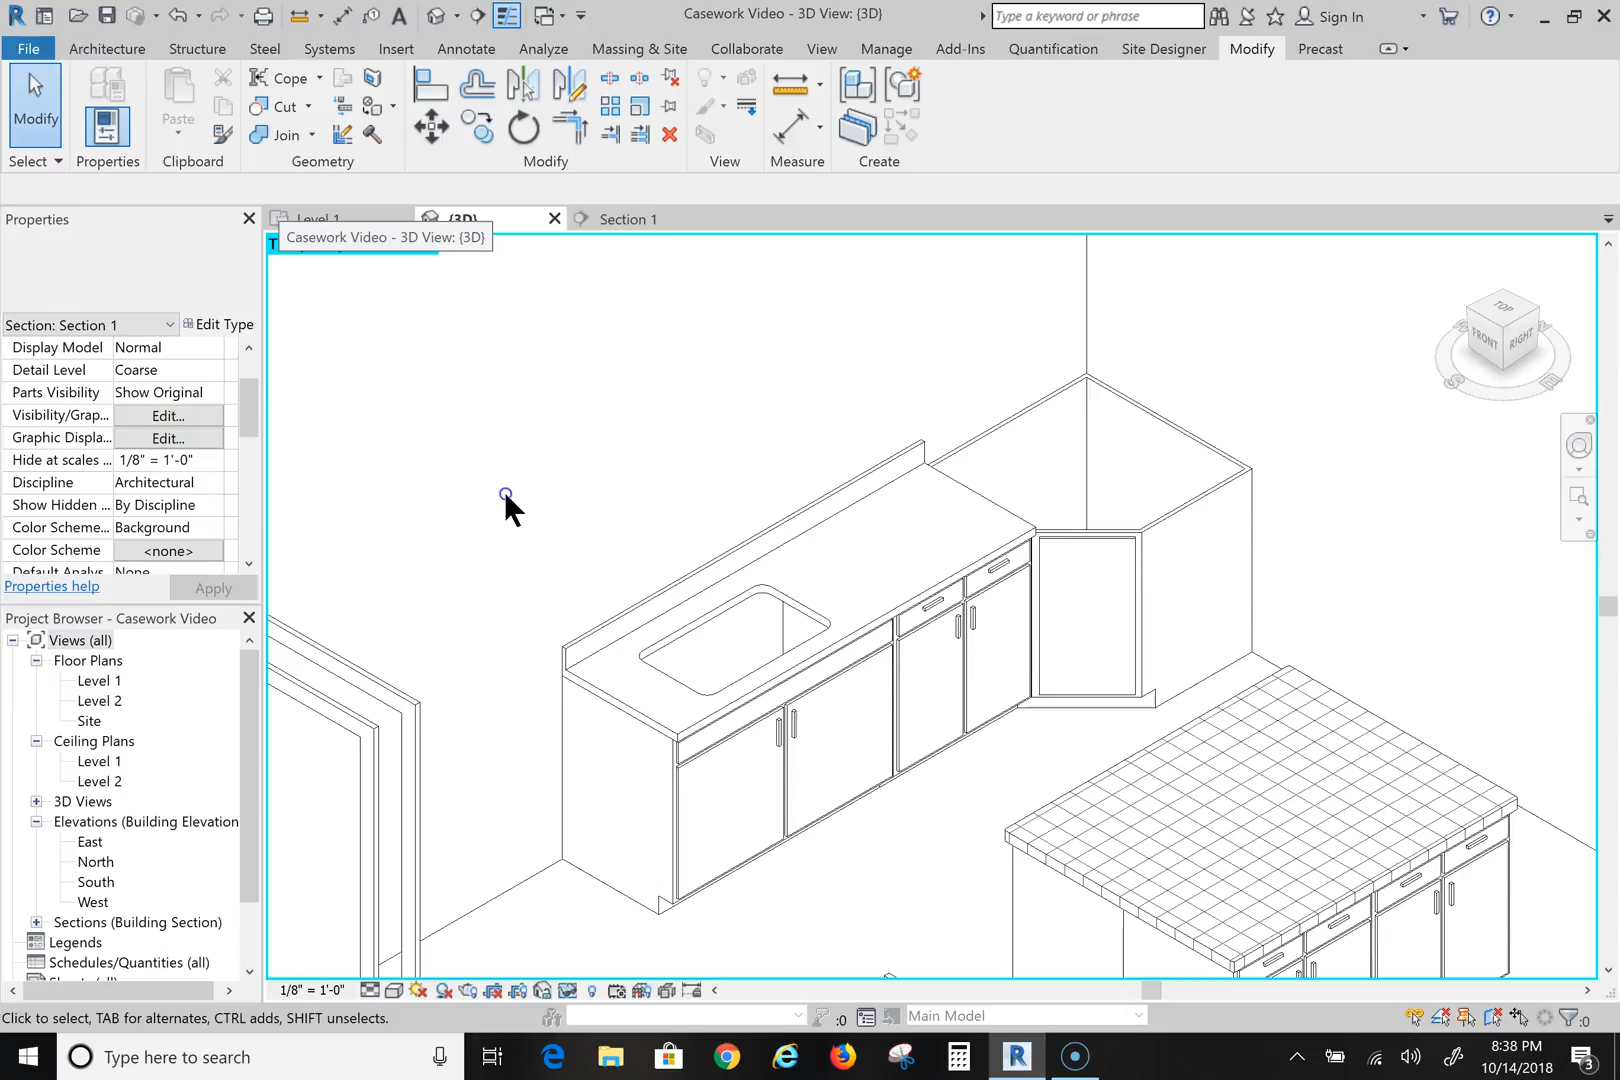 Casework Video - 3D View: {3D}
Type a keyword or phrase
Sign In
File
Architecture
Structure
Steel
Systems
Insert
Annotate
Analyze
Massing & Site
Collaborate
View
Manage
Add-Ins
Quantification
Site Designer
Modify
Precast
Modify
Paste
Cope
Cut
Join
Select
Properties
Clipboard
Geometry
Modify
View
Measure
Create
Properties
Level 1
{3D}
Section 1
Casework Video - 3D View: {3D}
Section: Section 1
Edit Type
Display Model Normal
Detail Level Coarse
Parts Visibility Show Original
Visibility/Grap... Edit...
Graphic Displa... Edit...
Hide at scales ... 1/8" = 1'-0"
Discipline Architectural
Show Hidden ... By Discipline
Color Scheme... Background
Color Scheme <none>
Default Analys... None
Properties help
Apply
Project Browser - Casework Video
Views (all)
Floor Plans
Level 1
Level 2
Site
Ceiling Plans
Level 1
Level 2
3D Views
Elevations (Building Elevation
East
North
South
West
Sections (Building Section)
Legends
Schedules/Quantities (all)
TOP
FRONT
RIGHT
S
E
1/8" = 1'-0"
Click to select, TAB for alternates, CTRL adds, SHIFT unselects.
:0
Main Model
:0
Type here to search
8:38 PM
10/14/2018
3